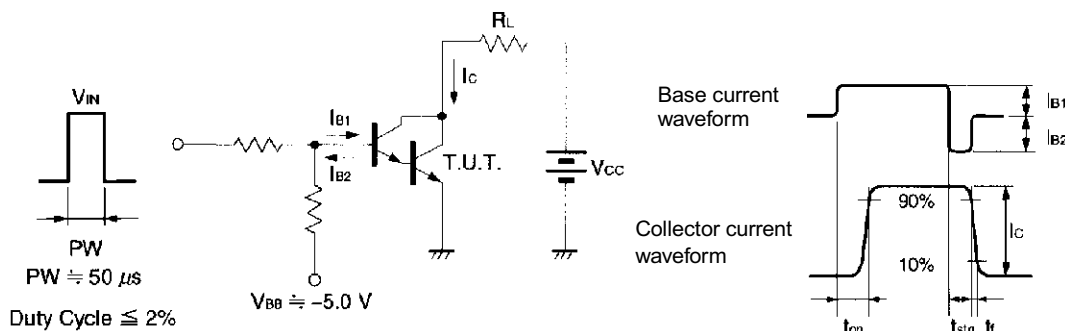 VIN
PW
PW ≒ 50 μs
Duty Cycle ≦ 2%
IB1
IB2
VBB ≒ −5.0 V
RL
IC
T.U.T.
VCC
Base current
waveform
IB1
IB2
Collector current
waveform
90%
10%
IC
ton
tstg
tf